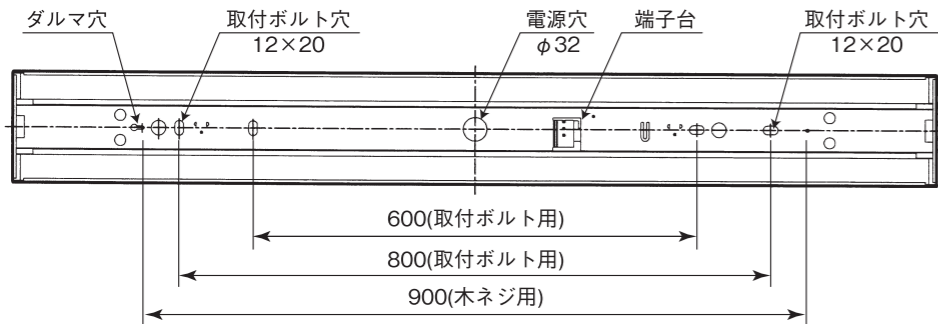 ダルマ穴
取付ボルト穴
12×20
電源穴
φ32
端子台
取付ボルト穴
12×20
600(取付ボルト用)
800(取付ボルト用)
900(木ネジ用)